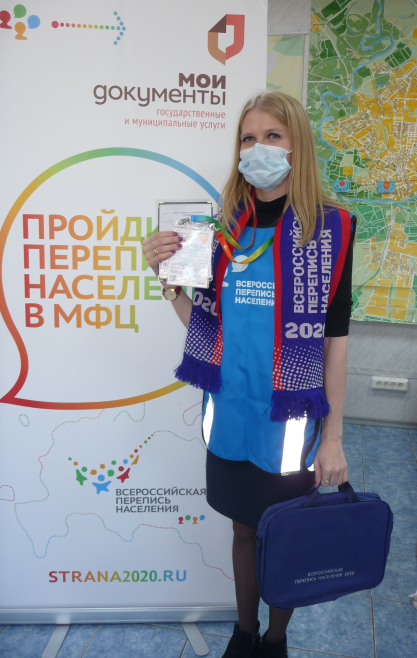 МОИ
ДОКУМЕНТЫ
государственные
и муниципальные услуги
ПРОЙДИ
ПЕРЕПИ
НАСЕЛЕ
В МФЦ
ВСЕРОССИЙСКАЯ
ПЕРЕПИСЬ
НАСЕЛЕНИЯ
STRANA2020.RU
2020
ВСЕРОССИЙСКАЯ
ПЕРЕПИСЬ
НАСЕЛЕНИЯ
2020
ВСЕРОССИЙСКАЯ
ПЕРЕПИСЬ
НАСЕЛЕНИЯ
ВСЕРОССИЙСКАЯ
ПЕРЕПИСЬ НАСЕЛЕНИЯ 2020